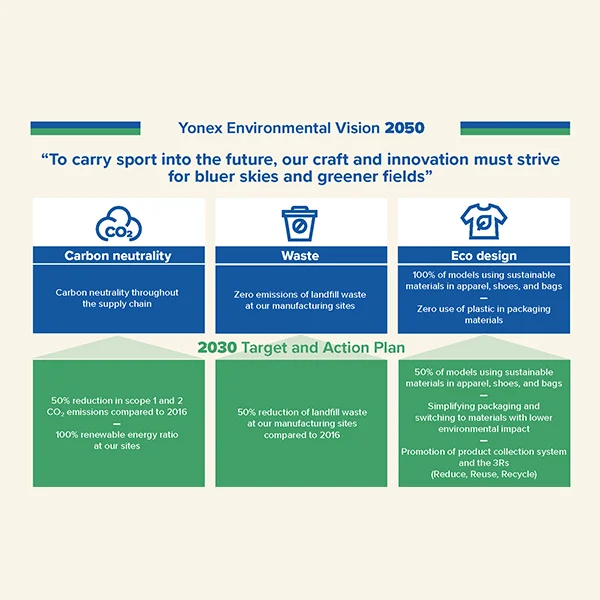 Yonex Environmental Vision 2050
“To carry sport into the future, our craft and innovation must strive
for bluer skies and greener fields”
CO₂
Carbon neutrality
Carbon neutrality throughout
the supply chain
Waste
Zero emissions of landfill waste
at our manufacturing sites
Eco design
100% of models using sustainable
materials in apparel, shoes, and bags
Zero use of plastic in packaging
materials
2030 Target and Action Plan
50% reduction in scope 1 and 2
CO₂ emissions compared to 2016
100% renewable energy ratio
at our sites
50% reduction of landfill waste
at our manufacturing sites
compared to 2016
50% of models using sustainable
materials in apparel, shoes, and bags
Simplifying packaging and
switching to materials with lower
environmental impact
Promotion of product collection system
and the 3Rs
(Reduce, Reuse, Recycle)